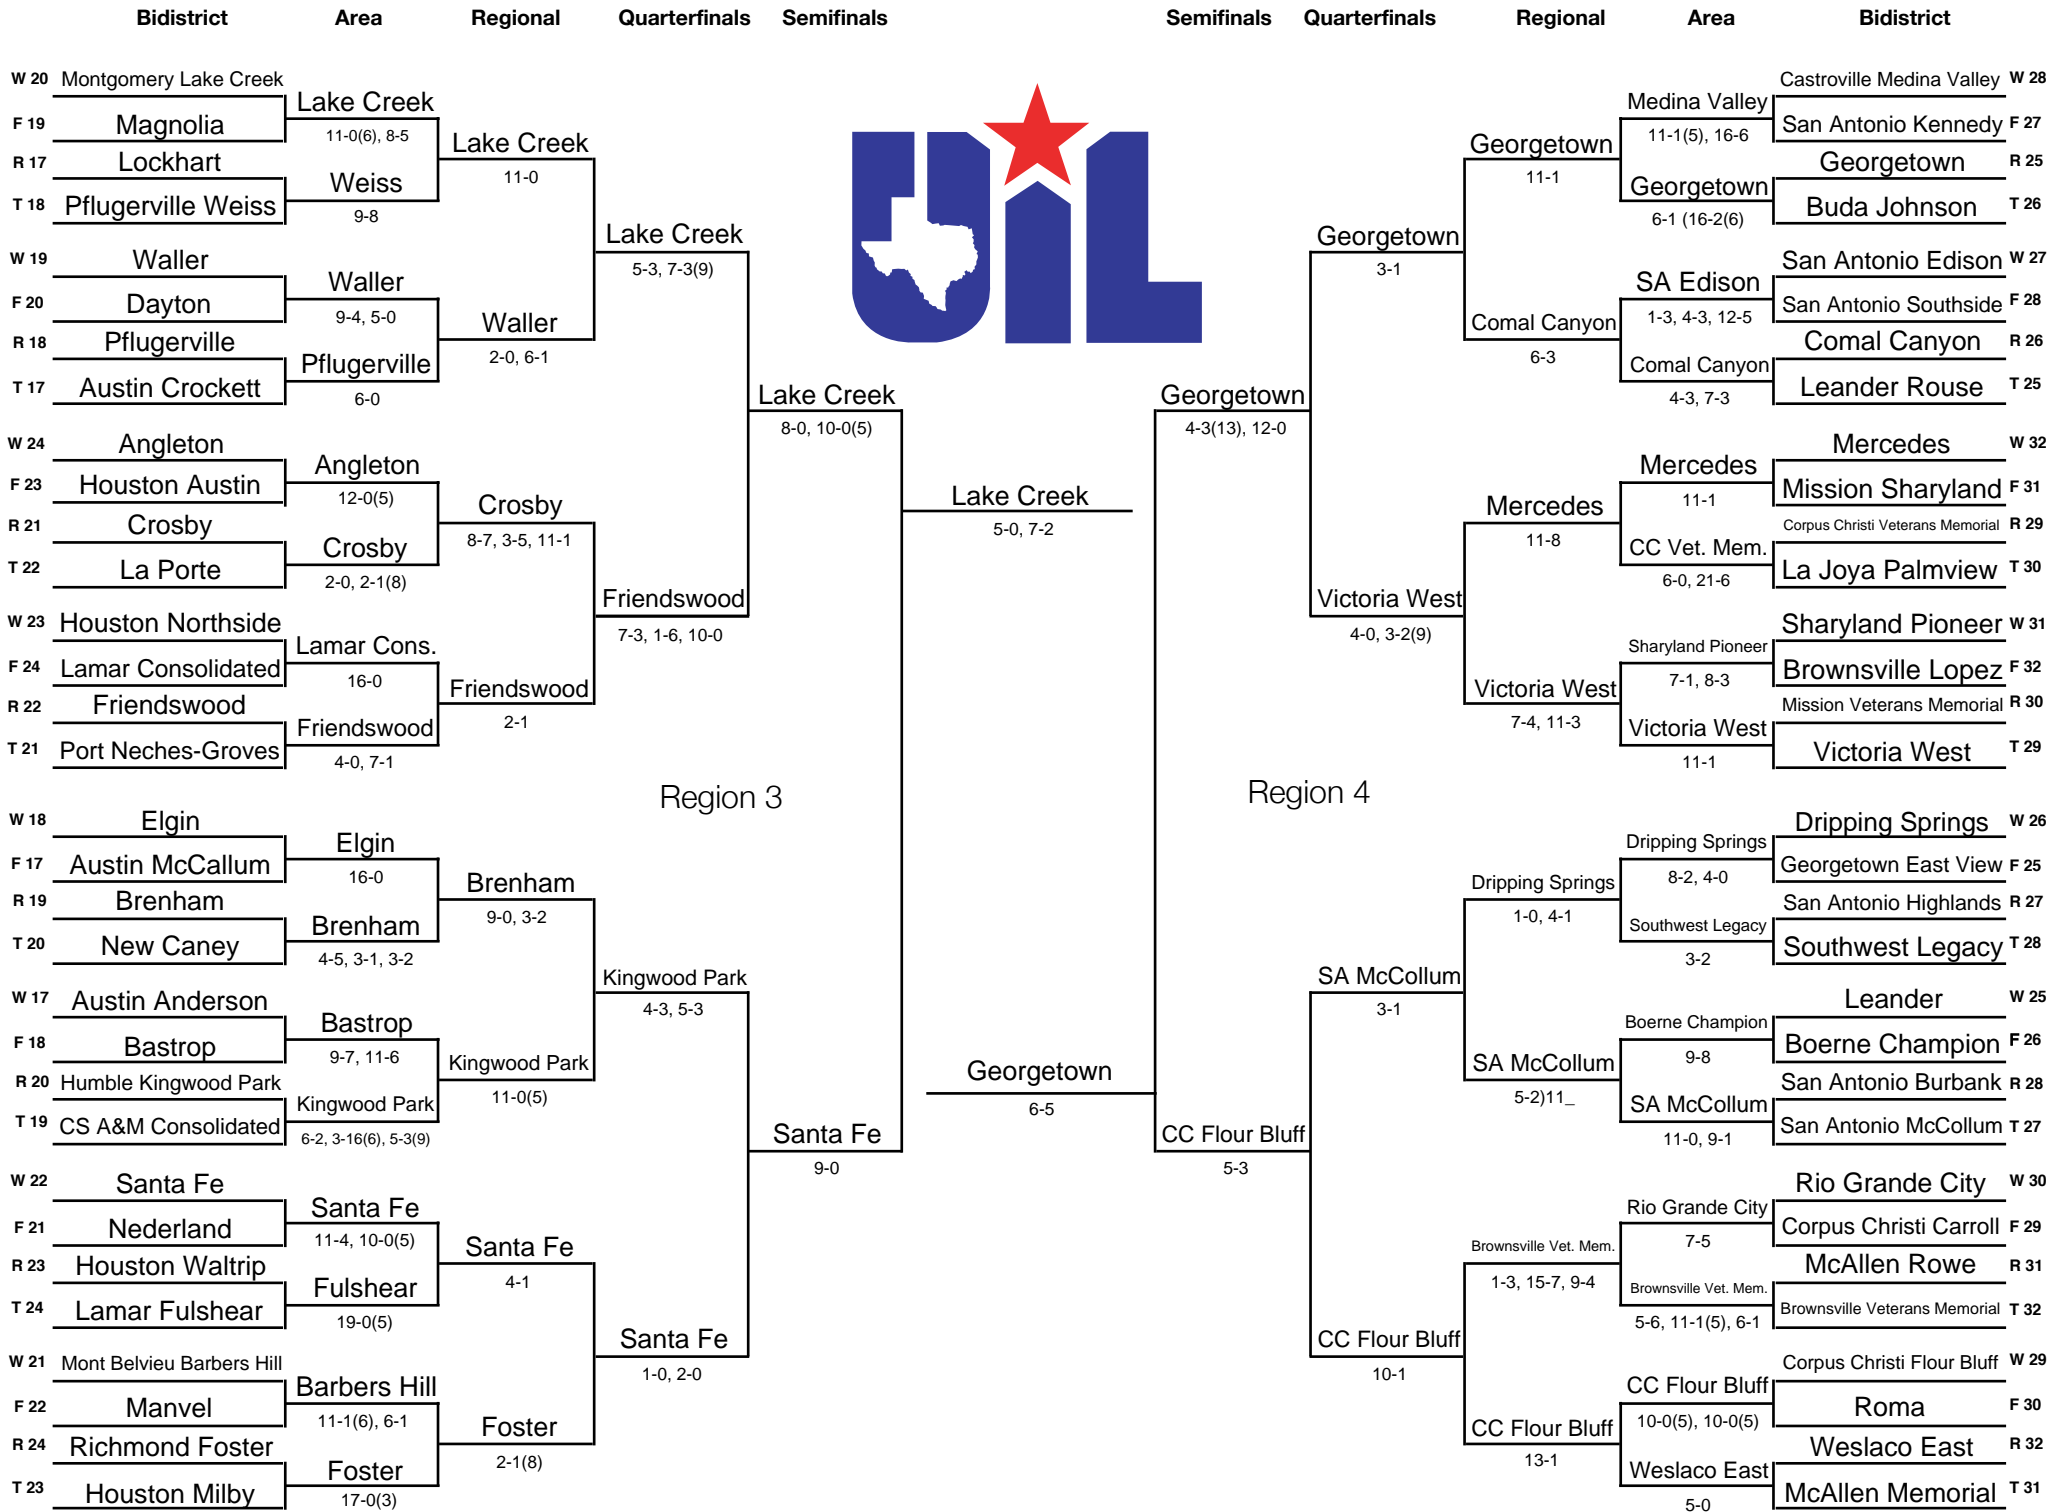 Bidistrict Area Regional Quarterfinals Semifinals Semifinals Quarterfinals Regional Area Bidistrict
W 20 Montgomery Lake Creek
F 19 Magnolia
R 17 Lockhart
T 18 Pflugerville Weiss
W 19 Waller
F 20 Dayton
R 18 Pflugerville
T 17 Austin Crockett
W 24 Angleton
F 23 Houston Austin
R 21 Crosby
T 22 La Porte
W 23 Houston Northside
F 24 Lamar Consolidated
R 22 Friendswood
T 21 Port Neches-Groves
W 18 Elgin
F 17 Austin McCallum
R 19 Brenham
T 20 New Caney
W 17 Austin Anderson
F 18 Bastrop
R 20 Humble Kingwood Park
T 19 CS A&M Consolidated
W 22 Santa Fe
F 21 Nederland
R 23 Houston Waltrip
T 24 Lamar Fulshear
W 21 Mont Belvieu Barbers Hill
F 22 Manvel
R 24 Richmond Foster
T 23 Houston Milby
Lake Creek
11-0(6), 8-5
Weiss
9-8
Waller
9-4, 5-0
Pflugerville
6-0
Angleton
12-0(5)
Crosby
2-0, 2-1(8)
Lamar Cons.
16-0
Friendswood
4-0, 7-1
Elgin
16-0
Brenham
4-5, 3-1, 3-2
Bastrop
9-7, 11-6
Kingwood Park
6-2, 3-16(6), 5-3(9)
Santa Fe
11-4, 10-0(5)
Fulshear
19-0(5)
Barbers Hill
11-1(6), 6-1
Foster
17-0(3)
Lake Creek
11-0
Waller
2-0, 6-1
Crosby
8-7, 3-5, 11-1
Friendswood
2-1
Brenham
9-0, 3-2
Kingwood Park
11-0(5)
Santa Fe
4-1
Foster
2-1(8)
Lake Creek
5-3, 7-3(9)
Friendswood
7-3, 1-6, 10-0
Kingwood Park
4-3, 5-3
Santa Fe
1-0, 2-0
Lake Creek
8-0, 10-0(5)
Santa Fe
9-0
Region 3
UIL
Lake Creek
5-0, 7-2
Georgetown
6-5
Region 4
Georgetown
4-3(13), 12-0
CC Flour Bluff
5-3
Georgetown
3-1
Victoria West
4-0, 3-2(9)
SA McCollum
3-1
CC Flour Bluff
10-1
Georgetown
11-1
Comal Canyon
6-3
Mercedes
11-8
Victoria West
7-4, 11-3
Dripping Springs
1-0, 4-1
SA McCollum
5-2)11_
Brownsville Vet. Mem.
1-3, 15-7, 9-4
CC Flour Bluff
13-1
Medina Valley
11-1(5), 16-6
Georgetown
6-1 (16-2(6)
SA Edison
1-3, 4-3, 12-5
Comal Canyon
4-3, 7-3
Mercedes
11-1
CC Vet. Mem.
6-0, 21-6
Sharyland Pioneer
7-1, 8-3
Victoria West
11-1
Dripping Springs
8-2, 4-0
Southwest Legacy
3-2
Boerne Champion
9-8
SA McCollum
11-0, 9-1
Rio Grande City
7-5
Brownsville Vet. Mem.
5-6, 11-1(5), 6-1
CC Flour Bluff
10-0(5), 10-0(5)
Weslaco East
5-0
Castroville Medina Valley W 28
San Antonio Kennedy F 27
Georgetown R 25
Buda Johnson T 26
San Antonio Edison W 27
San Antonio Southside F 28
Comal Canyon R 26
Leander Rouse T 25
Mercedes W 32
Mission Sharyland F 31
Corpus Christi Veterans Memorial R 29
La Joya Palmview T 30
Sharyland Pioneer W 31
Brownsville Lopez F 32
Mission Veterans Memorial R 30
Victoria West T 29
Dripping Springs W 26
Georgetown East View F 25
San Antonio Highlands R 27
Southwest Legacy T 28
Leander W 25
Boerne Champion F 26
San Antonio Burbank R 28
San Antonio McCollum T 27
Rio Grande City W 30
Corpus Christi Carroll F 29
McAllen Rowe R 31
Brownsville Veterans Memorial T 32
Corpus Christi Flour Bluff W 29
Roma F 30
Weslaco East R 32
McAllen Memorial T 31